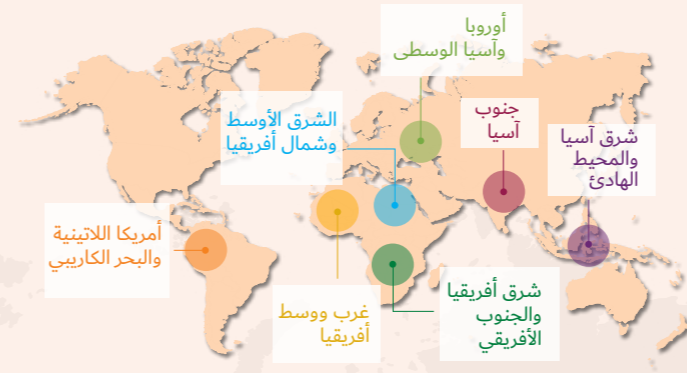 أوروبا
وآسيا الوسطى
جنوب
آسيا
الشرق الأوسط
وشمال أفريقيا
شرق آسيا
والمحيط
الهادئ
أمريكا اللاتينية
والبحر الكاريبي
شرق أفريقيا
والجنوب
الأفريقي
غرب ووسط
أفريقيا